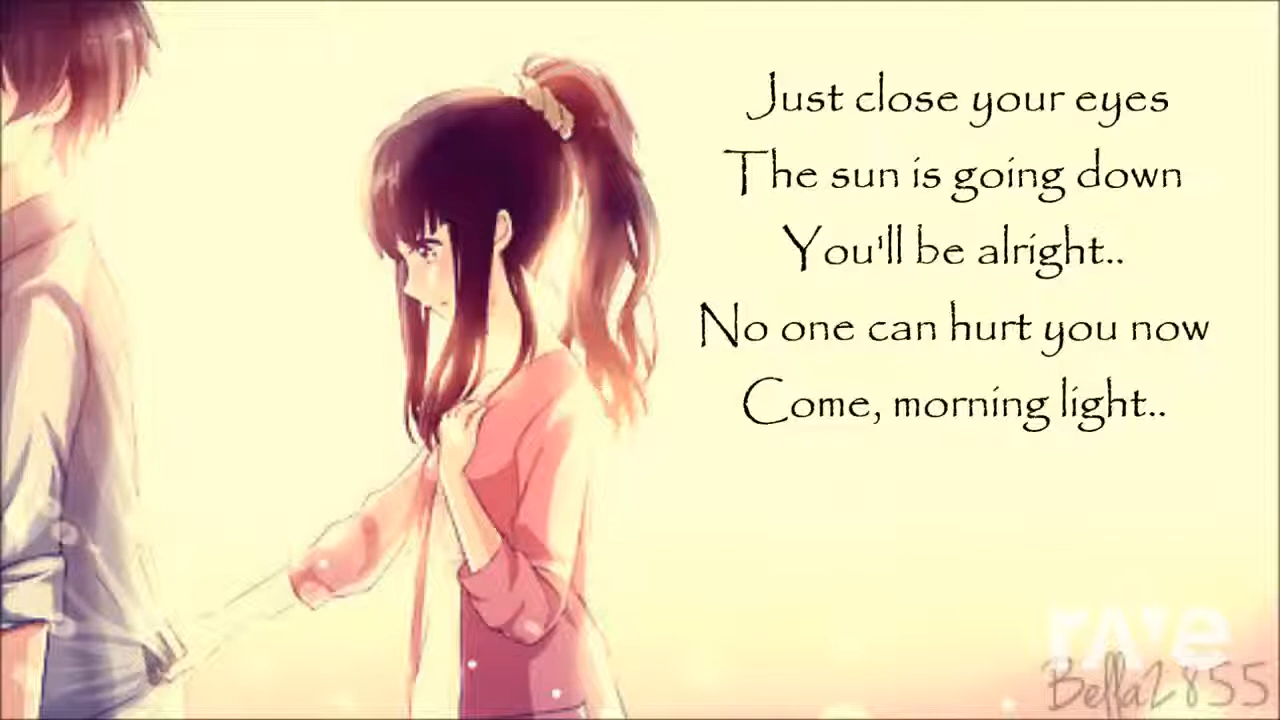 Just close your eyes
The sun is going down
You'll be alright..
No one can hurt you now
Come, morning light..
rave
Bella2855